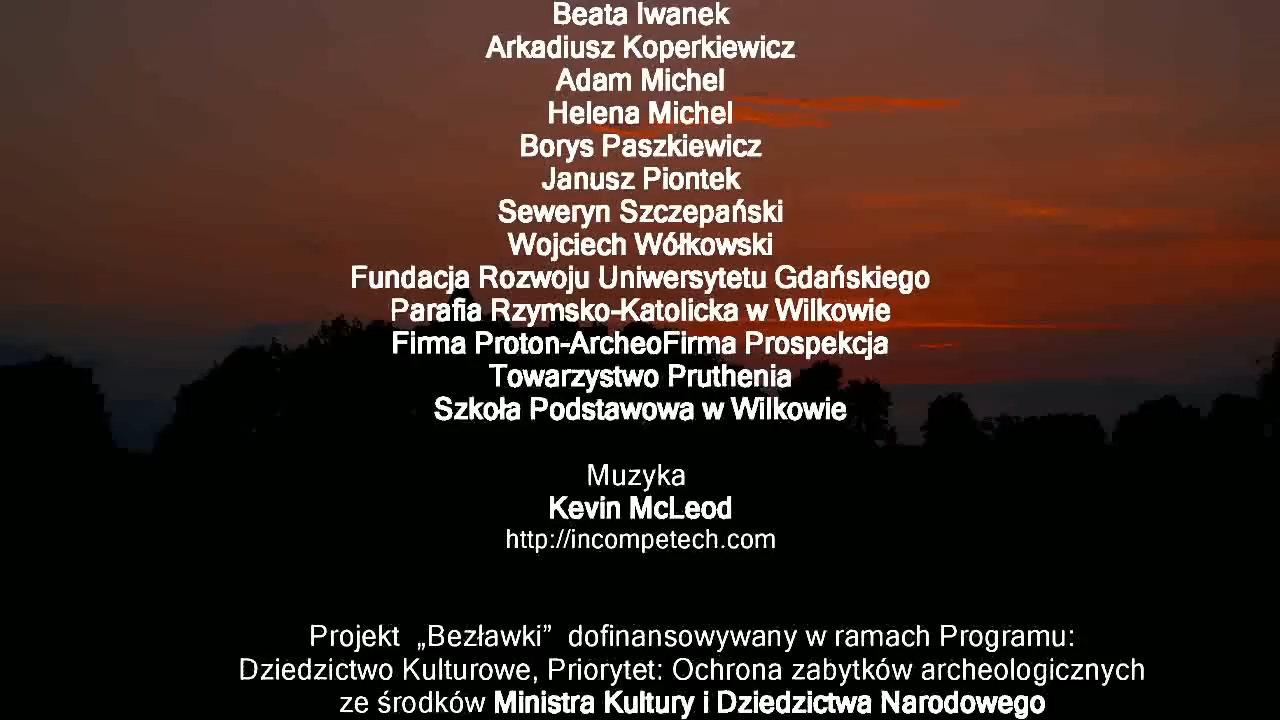 Beata Iwanek
Arkadiusz Koperkiewicz
Adam Michel
Helena Michel
Borys Paszkiewicz
Janusz Piontek
Seweryn Szczepański
Wojciech Wółkowski
Fundacja Rozwoju Uniwersytetu Gdańskiego
Parafia Rzymsko-Katolicka w Wilkowie
Firma Proton-ArcheoFirma Prospekcja
Towarzystwo Pruthenia
Szkoła Podstawowa w Wilkowie
Muzyka
Kevin McLeod
http://incompetech.com
Projekt „Bezławki” dofinansowywany w ramach Programu:
Dziedzictwo Kulturowe, Priorytet: Ochrona zabytków archeologicznych
ze środków Ministra Kultury i Dziedzictwa Narodowego